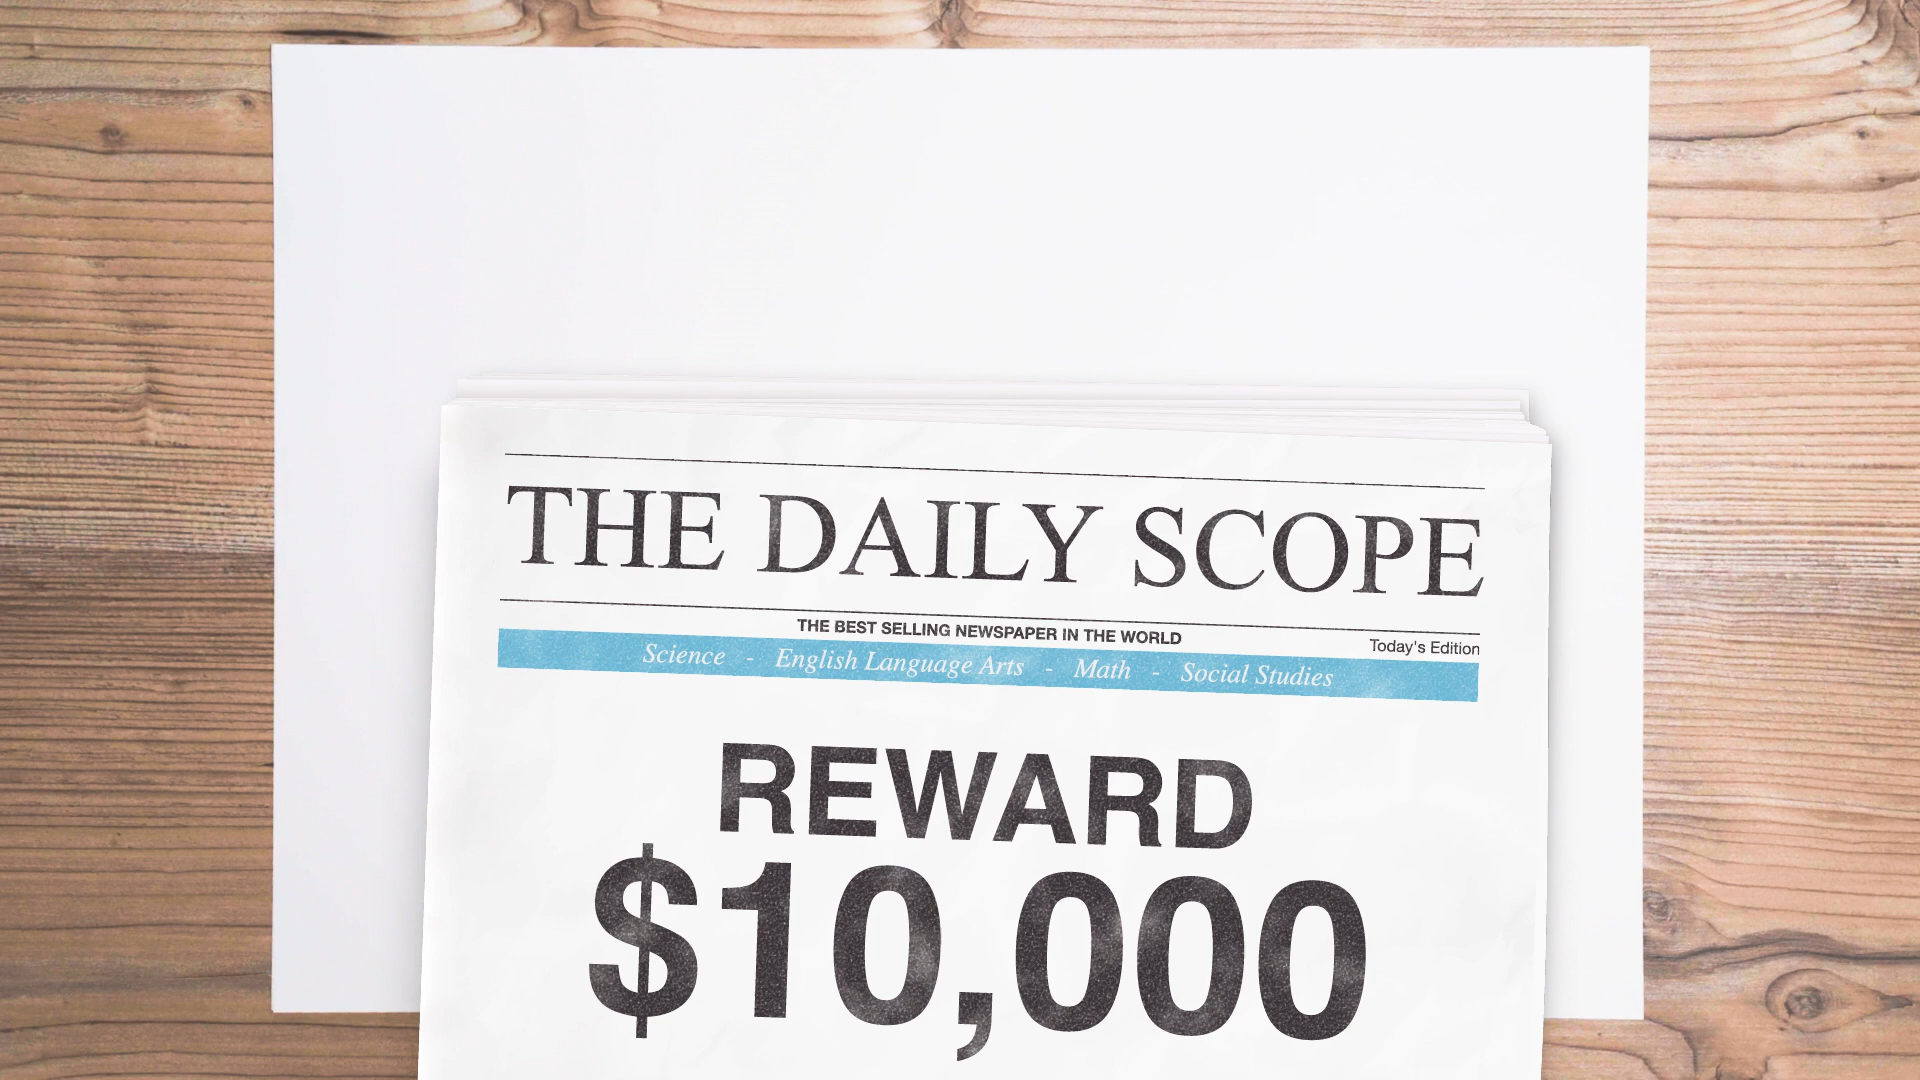 THE DAILY SCOPE
THE BEST SELLING NEWSPAPER IN THE WORLD
Today's Edition
Science - English Language Arts - Math - Social Studies
REWARD
$10,000